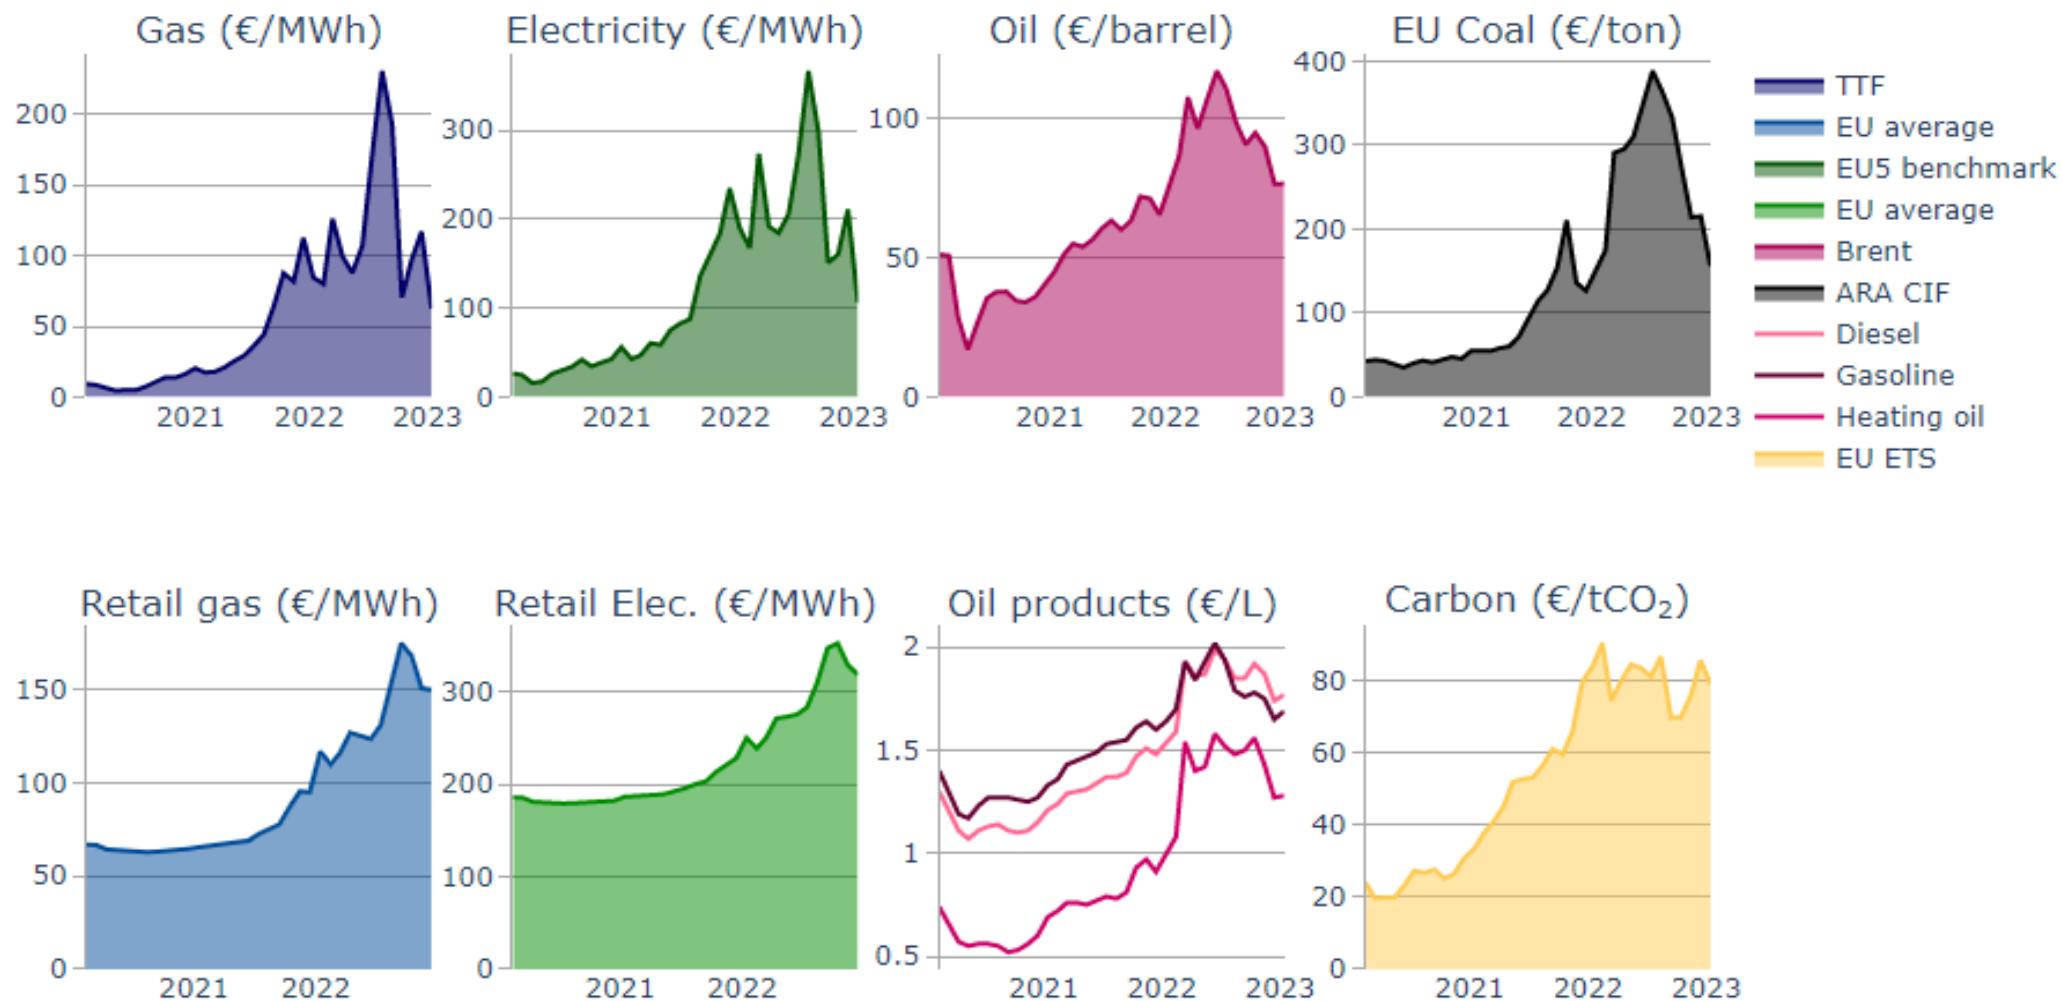 Gas (€/MWh)
200
150
100
50
0
2021 2022 2023
Electricity (€/MWh)
300
200
100
0
2021 2022 2023
Oil (€/barrel)
100
50
0
2021 2022 2023
EU Coal (€/ton)
400
300
200
100
0
2021 2022 2023
TTF
EU average
EU5 benchmark
EU average
Brent
ARA CIF
Diesel
Gasoline
Heating oil
EU ETS
Retail gas (€/MWh)
150
100
50
0
2021 2022
Retail Elec. (€/MWh)
300
200
100
0
2021 2022
Oil products (€/L)
2
1.5
1
0.5
2021 2022 2023
Carbon (€/tCO₂)
80
60
40
20
0
2021 2022 2023